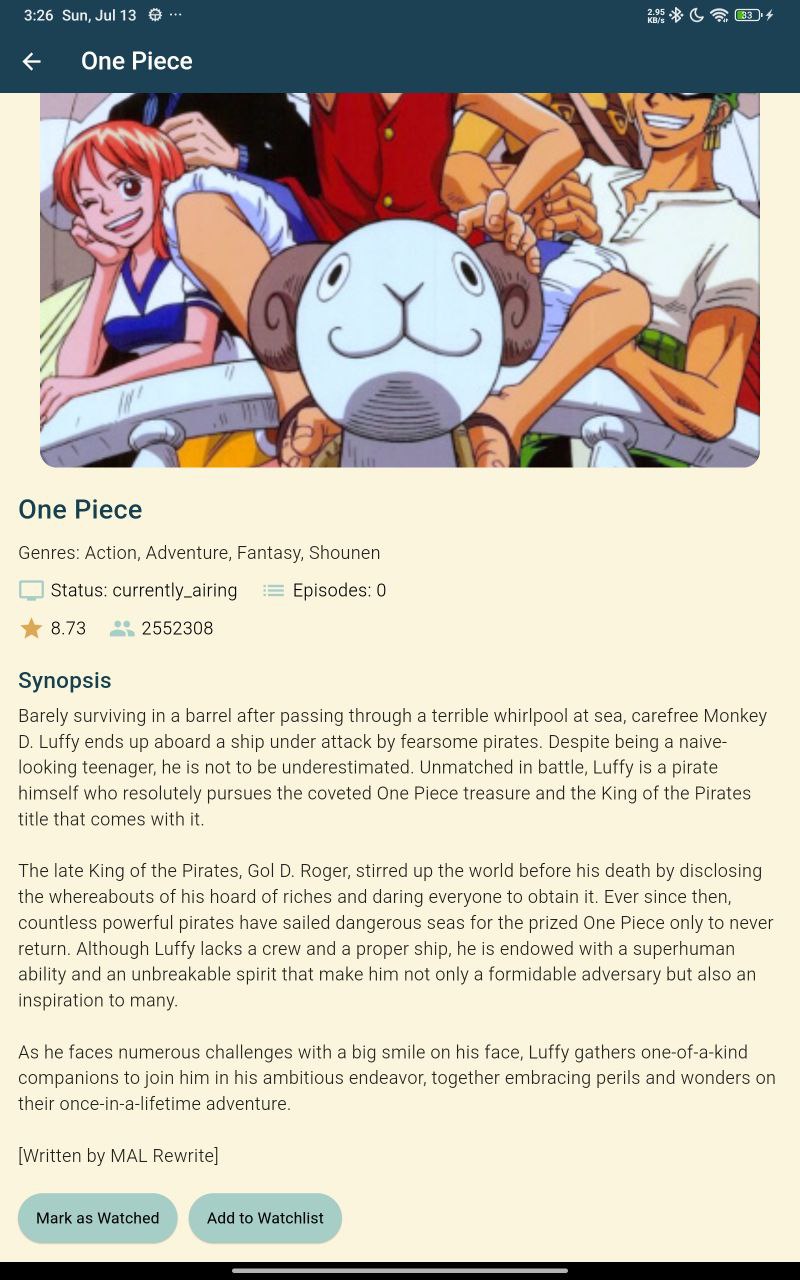 3:26 Sun, Jul 13 ···
2.95
KB/s
33
One Piece
One Piece
Genres: Action, Adventure, Fantasy, Shounen
Status: currently_airing Episodes: 0
8.73 2552308
Synopsis
Barely surviving in a barrel after passing through a terrible whirlpool at sea, carefree Monkey
D. Luffy ends up aboard a ship under attack by fearsome pirates. Despite being a naive-
looking teenager, he is not to be underestimated. Unmatched in battle, Luffy is a pirate
himself who resolutely pursues the coveted One Piece treasure and the King of the Pirates
title that comes with it.
The late King of the Pirates, Gol D. Roger, stirred up the world before his death by disclosing
the whereabouts of his hoard of riches and daring everyone to obtain it. Ever since then,
countless powerful pirates have sailed dangerous seas for the prized One Piece only to never
return. Although Luffy lacks a crew and a proper ship, he is endowed with a superhuman
ability and an unbreakable spirit that make him not only a formidable adversary but also an
inspiration to many.
As he faces numerous challenges with a big smile on his face, Luffy gathers one-of-a-kind
companions to join him in his ambitious endeavor, together embracing perils and wonders on
their once-in-a-lifetime adventure.
[Written by MAL Rewrite]
Mark as Watched Add to Watchlist